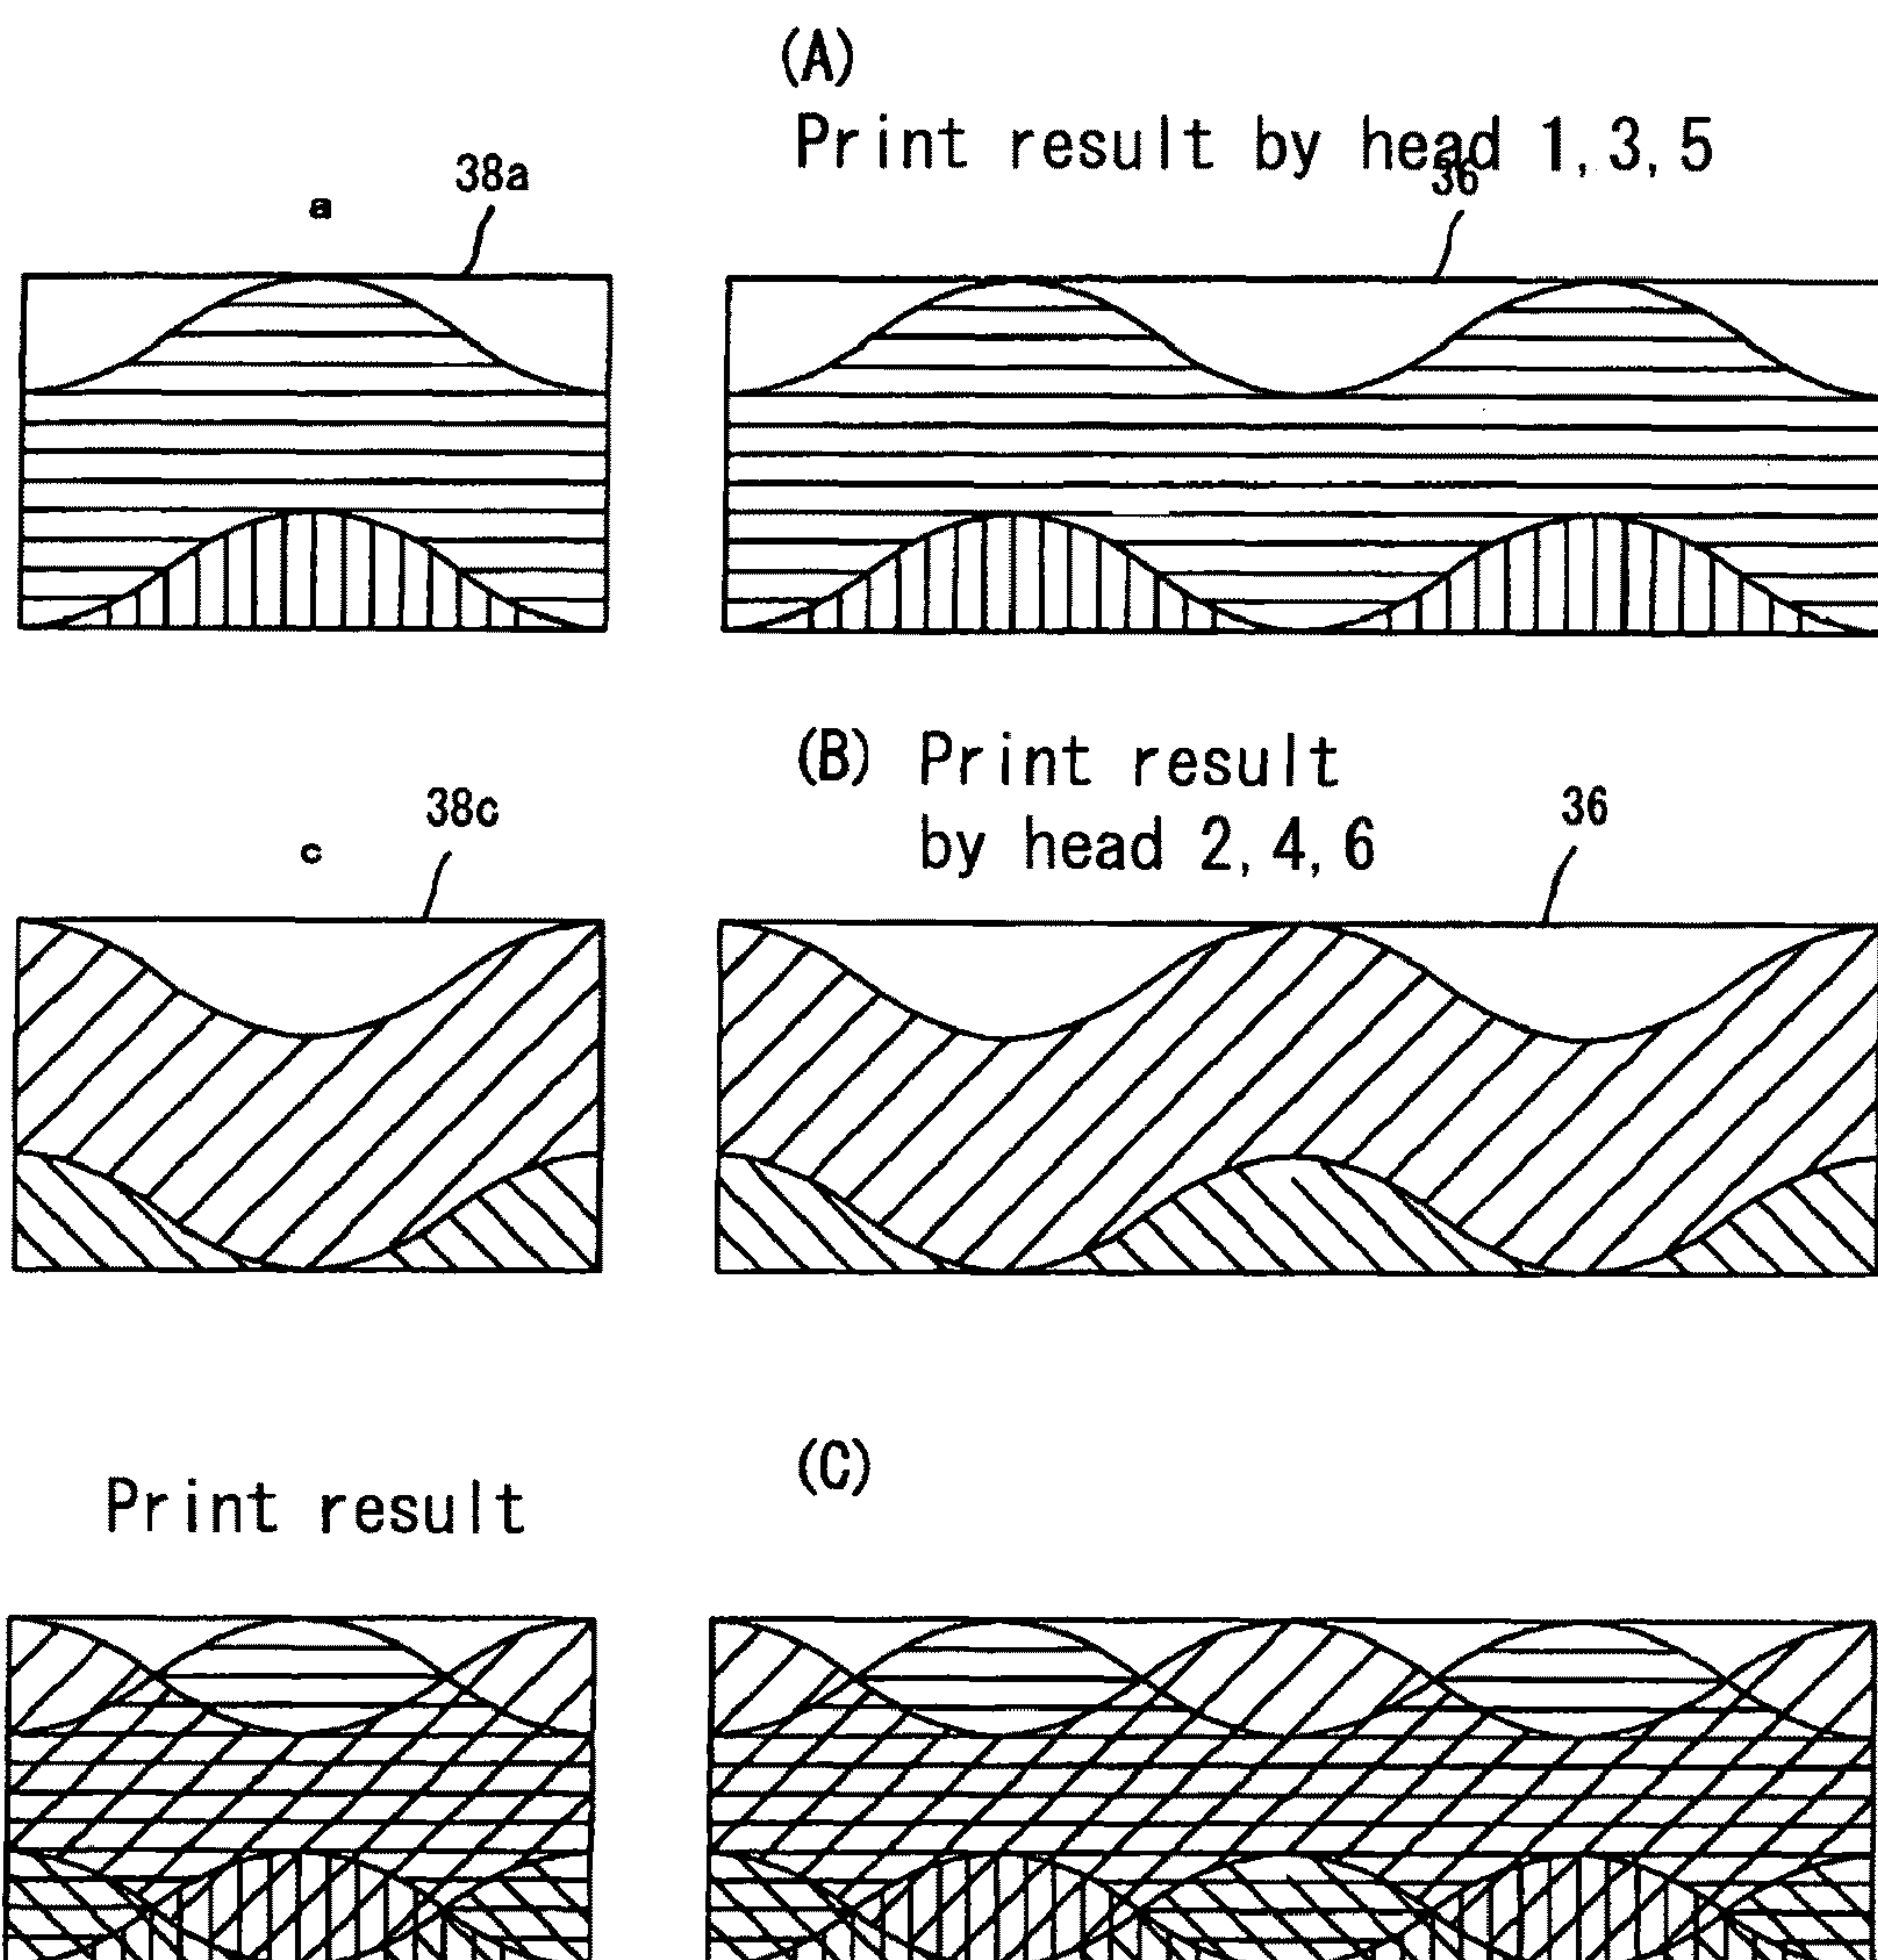 (A)
Print result by head 1, 3, 5
38a
36
a
(B) Print result
by head 2, 4, 6
38c
36
c
(C)
Print result